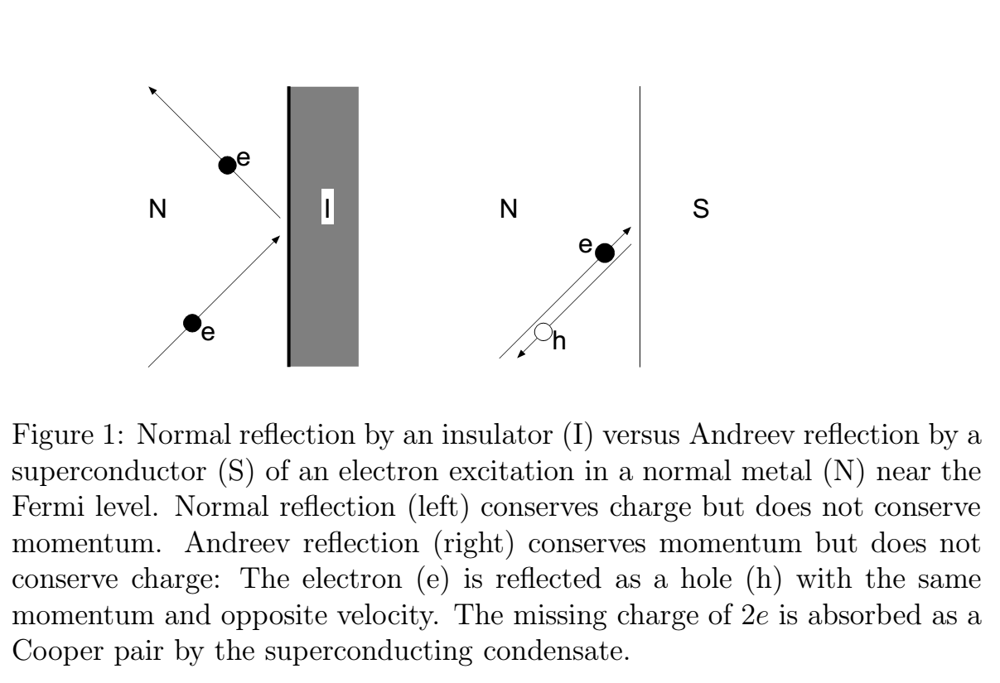 e
N
I
e
N
S
e
h
Figure 1: Normal reflection by an insulator (I) versus Andreev reflection by a
superconductor (S) of an electron excitation in a normal metal (N) near the
Fermi level. Normal reflection (left) conserves charge but does not conserve
momentum. Andreev reflection (right) conserves momentum but does not
conserve charge: The electron (e) is reflected as a hole (h) with the same
momentum and opposite velocity. The missing charge of 2e is absorbed as a
Cooper pair by the superconducting condensate.